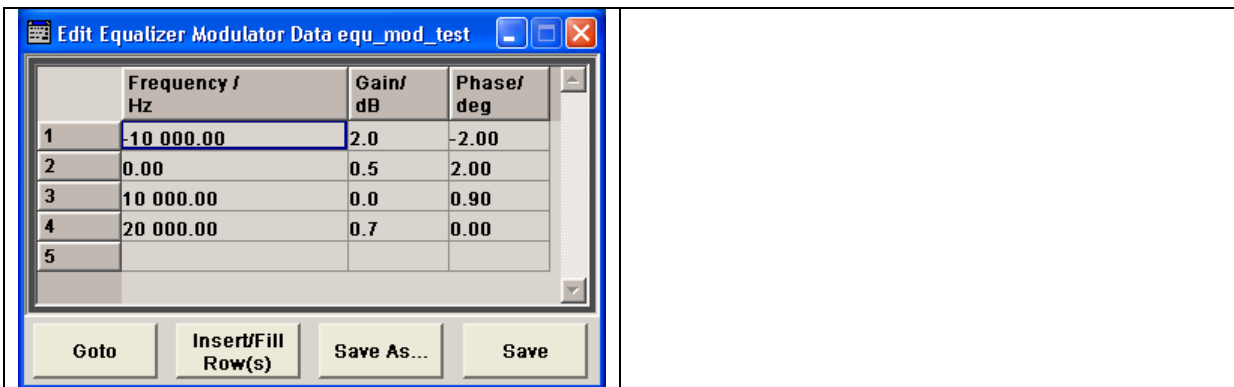 Edit Equalizer Modulator Data equ_mod_test
Frequency / Hz Gain/ dB Phase/ deg
1 -10 000.00 2.0 -2.00
2 0.00 0.5 2.00
3 10 000.00 0.0 0.90
4 20 000.00 0.7 0.00
5
Goto Insert/Fill Row(s) Save As... Save